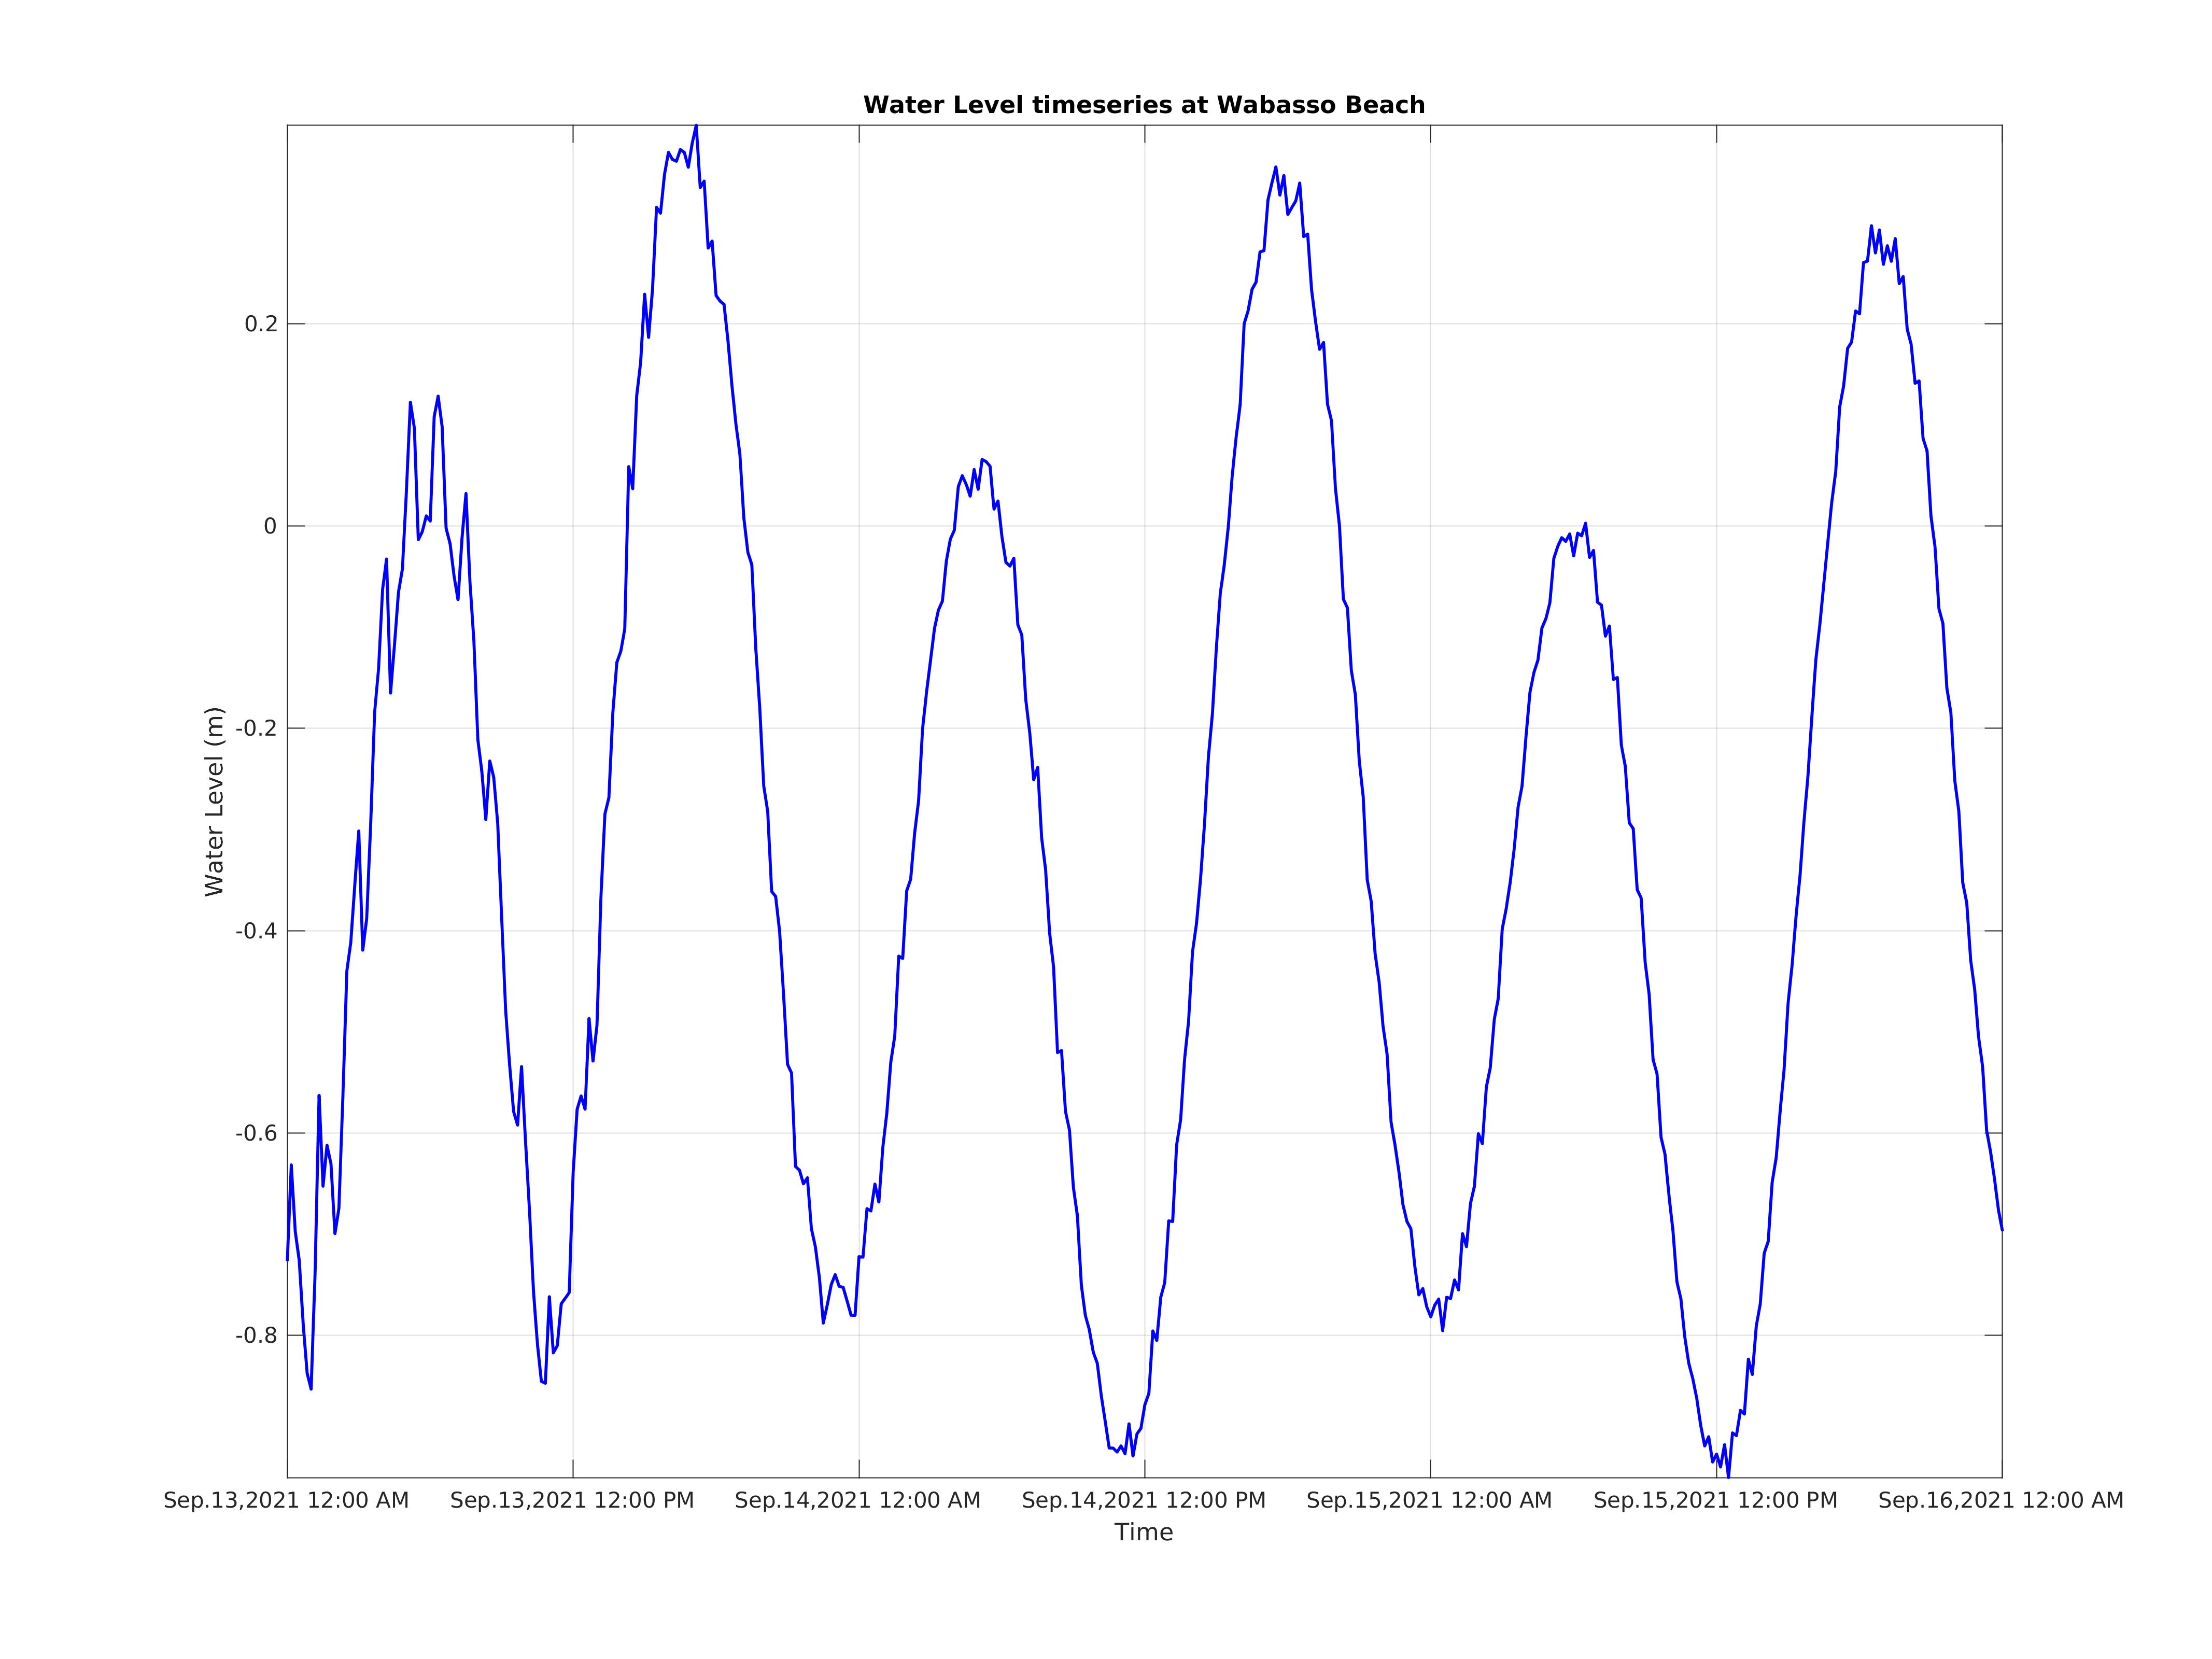 Water Level timeseries at Wabasso Beach
0.2
0
-0.2
-0.4
-0.6
-0.8
Water Level (m)
Sep.13,2021 12:00 AM
Sep.13,2021 12:00 PM
Sep.14,2021 12:00 AM
Sep.14,2021 12:00 PM
Sep.15,2021 12:00 AM
Sep.15,2021 12:00 PM
Sep.16,2021 12:00 AM
Time